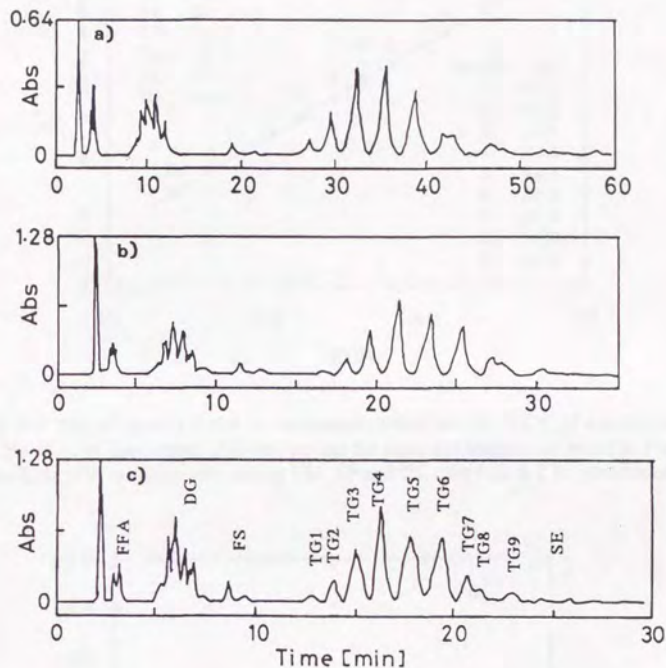 0·64
a)
Abs
0
0 10 20 30 40 50 60
1·28
b)
Abs
0
0 10 20 30
1·28
c)
Abs
0
FFA
DG
FS
TG1
TG2
TG3
TG4
TG5
TG6
TG7
TG8
TG9
SE
0 10 20 30
Time [min]